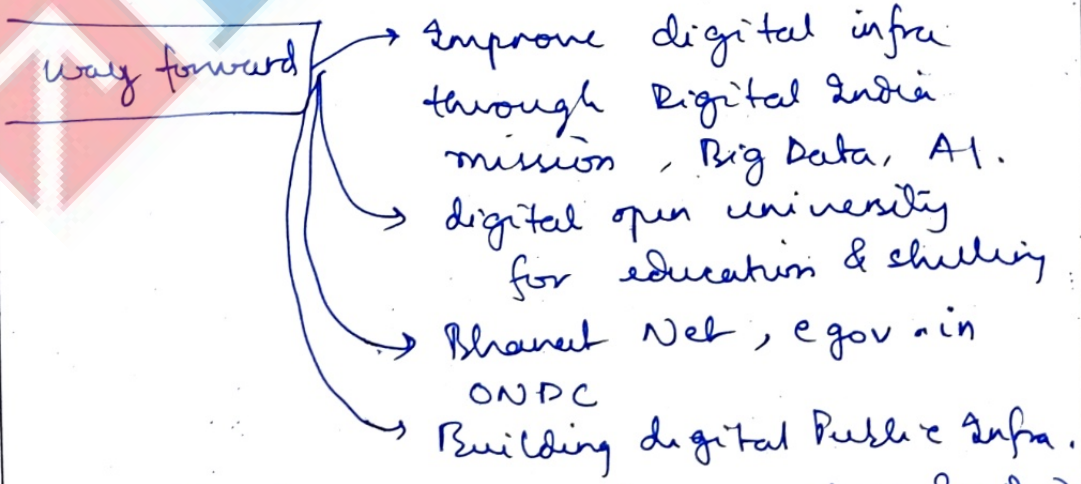 way forward
Improve digital infra
through Digital India
mission, Big Data, AI.
digital open university
for education & skilling
Bharat Net, egov.in
ONDC
Building digital Public Infra.